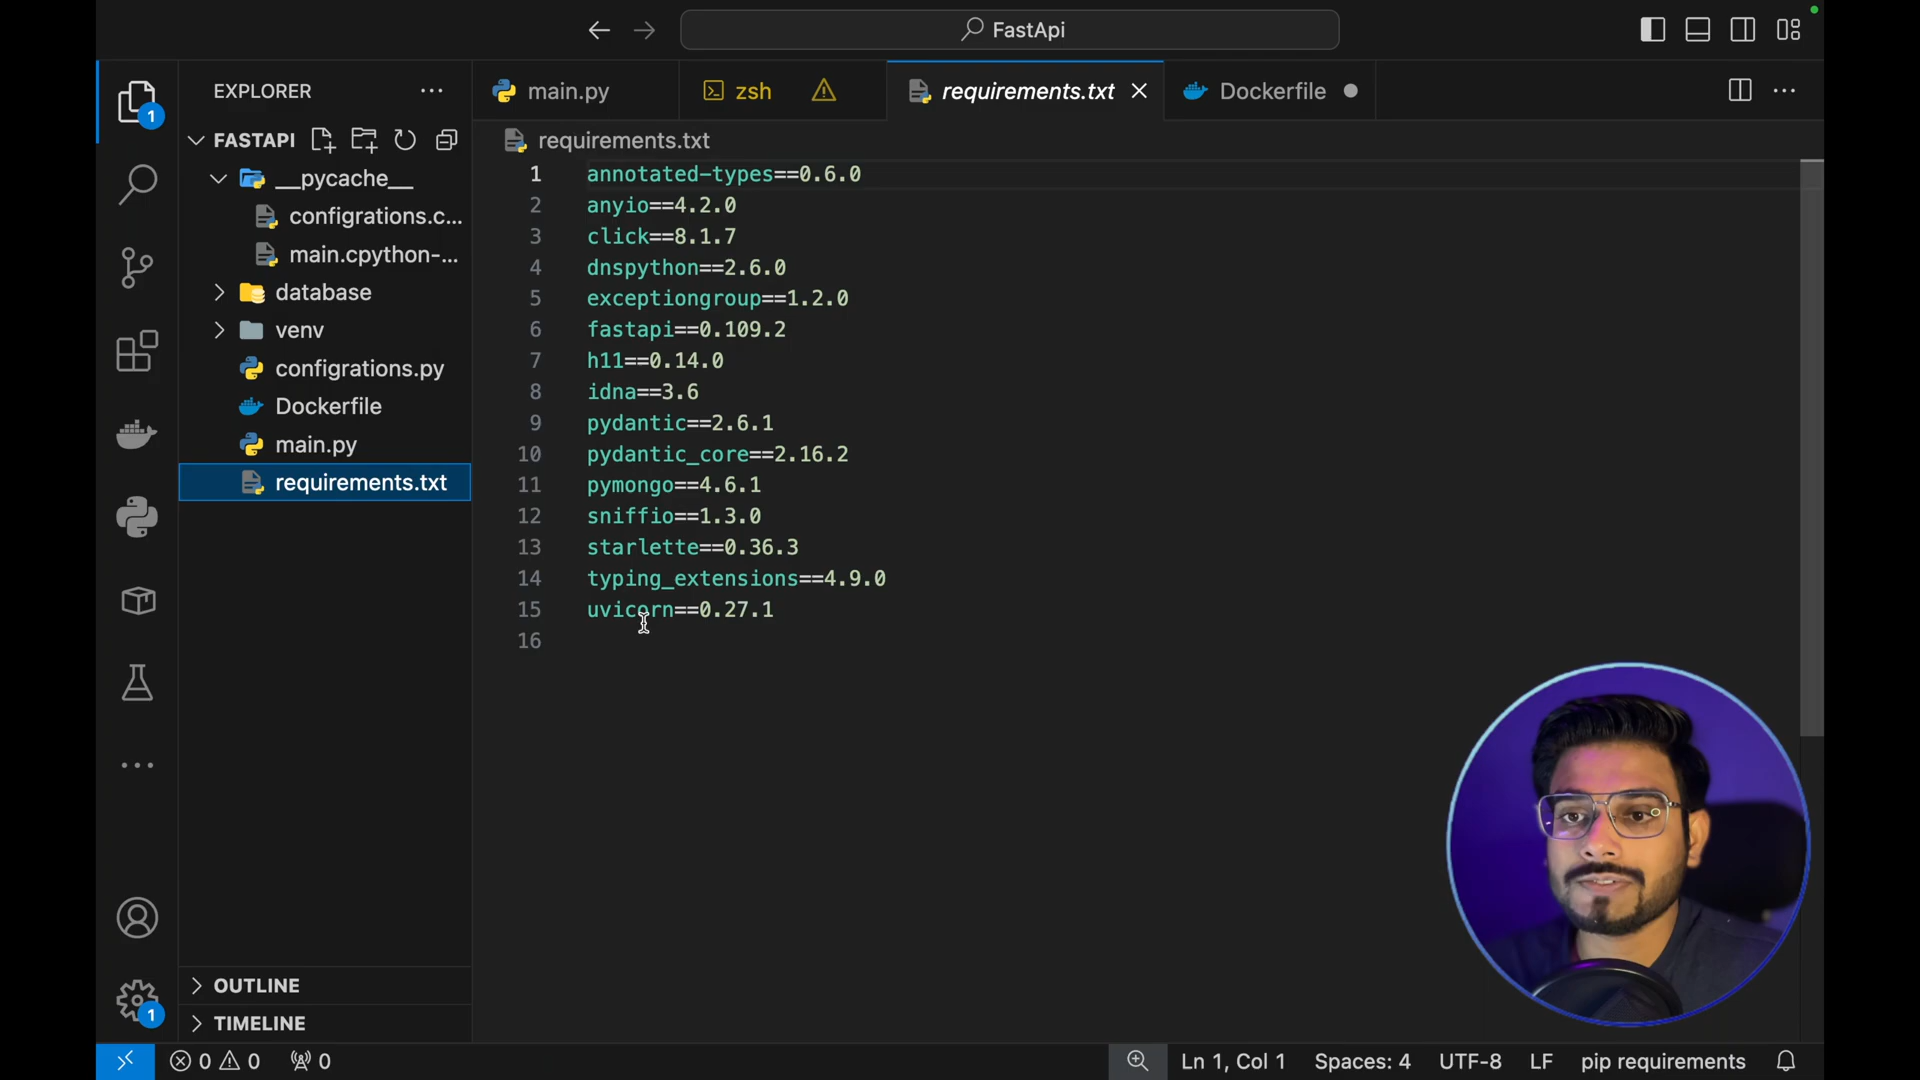 FastApi
EXPLORER
main.py
zsh
requirements.txt
Dockerfile
1
FASTAPI
requirements.txt
__pycache__
configrations.c...
main.cpython-...
database
venv
configrations.py
Dockerfile
main.py
requirements.txt
1 annotated-types==0.6.0
2 anyio==4.2.0
3 click==8.1.7
4 dnspython==2.6.0
5 exceptiongroup==1.2.0
6 fastapi==0.109.2
7 h11==0.14.0
8 idna==3.6
9 pydantic==2.6.1
10 pydantic_core==2.16.2
11 pymongo==4.6.1
12 sniffio==1.3.0
13 starlette==0.36.3
14 typing_extensions==4.9.0
15 uvicorn==0.27.1
16
OUTLINE
1
TIMELINE
0 0 0 Ln 1, Col 1 Spaces: 4 UTF-8 LF pip requirements